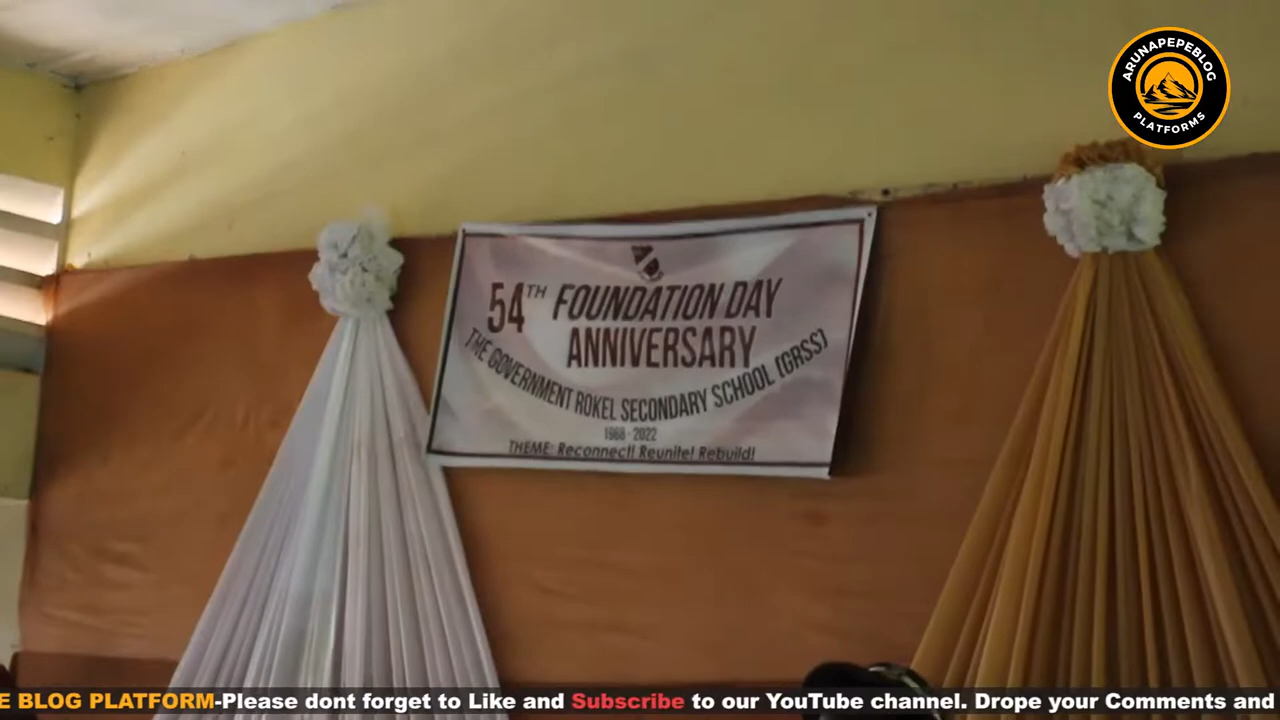 ARUNAPEPEBLOG
PLATFORMS
54TH FOUNDATION DAY
ANNIVERSARY
THE GOVERNMENT ROKEL SECONDARY SCHOOL (GRSS)
1968 - 2022
THEME: Reconnect! Reunite! Rebuild!
E BLOG PLATFORM-Please dont forget to Like and Subscribe to our YouTube channel. Drope your Comments and